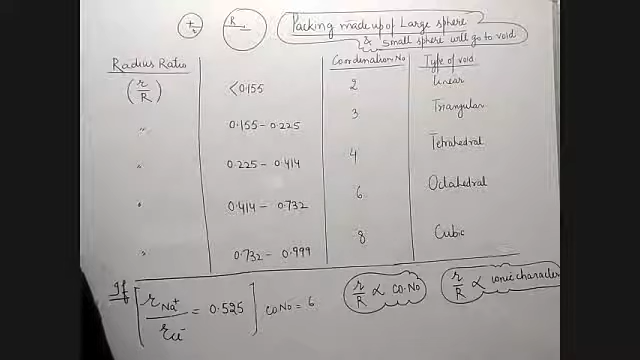 +
r
R
−
Packing made up of Large sphere
& small sphere will go to void
Radius Ratio
Coordination No
Type of void
(r/R)
<0.155
2
linear
"
0.155 - 0.225
3
Triangular
"
0.225 - 0.414
4
Tetrahedral
"
0.414 - 0.732
6
Octahedral
"
0.732 - 0.999
8
Cubic
If
[r Na+ / r Cl- = 0.525] Co No = 6
r/R ∝ Co. No
r/R ∝ ionic character